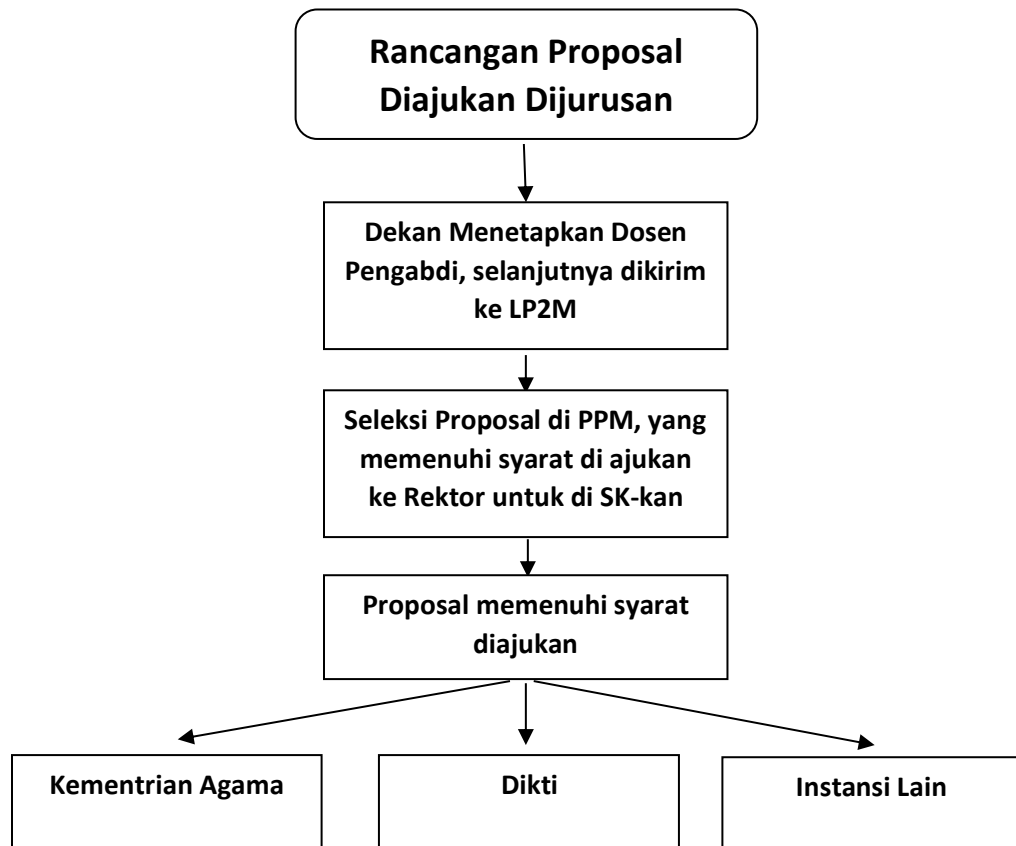 Rancangan Proposal
Diajukan Dijurusan
Dekan Menetapkan Dosen
Pengabdi, selanjutnya dikirim
ke LP2M
Seleksi Proposal di PPM, yang
memenuhi syarat di ajukan
ke Rektor untuk di SK-kan
Proposal memenuhi syarat
diajukan
Kementrian Agama
Dikti
Instansi Lain